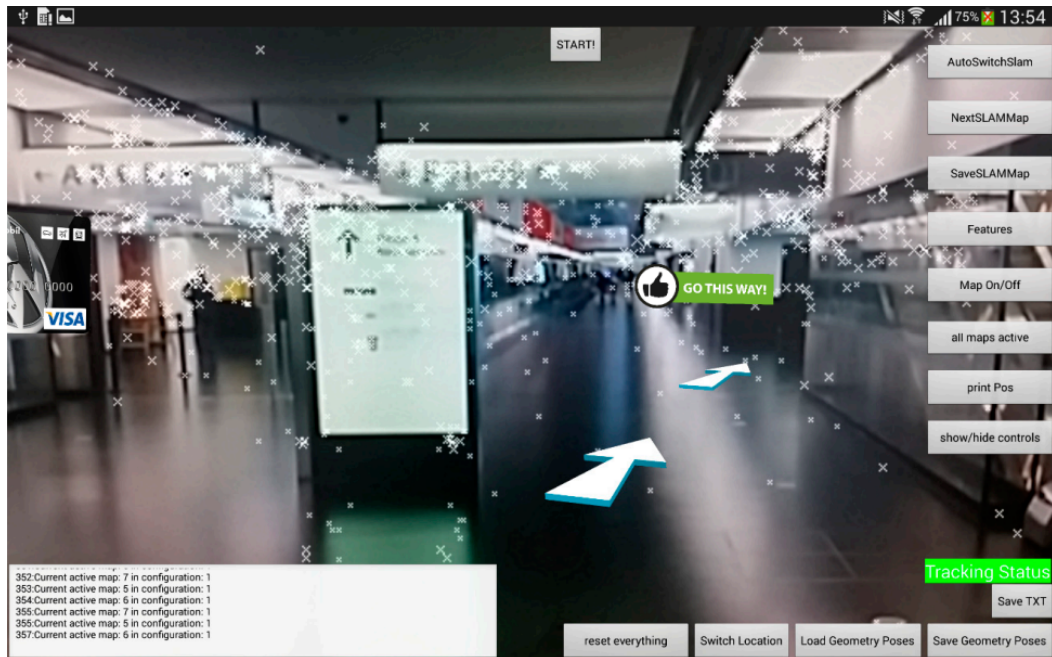 75% 13:54
START!
AutoSwitchSlam
NextSLAMMap
SaveSLAMMap
Features
GO THIS WAY!
Map On/Off
VISA
all maps active
print Pos
show/hide controls
Tracking Status
Save TXT
352:Current active map: 7 in configuration: 1
353:Current active map: 5 in configuration: 1
354:Current active map: 6 in configuration: 1
355:Current active map: 7 in configuration: 1
355:Current active map: 5 in configuration: 1
357:Current active map: 6 in configuration: 1
reset everything
Switch Location
Load Geometry Poses
Save Geometry Poses